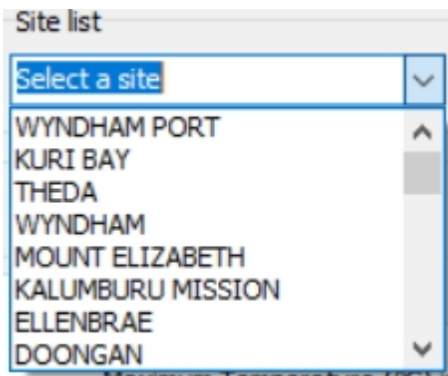 Site list
Select a site
WYNDHAM PORT
KURI BAY
THEDA
WYNDHAM
MOUNT ELIZABETH
KALUMBURU MISSION
ELLENBRAE
DOONGAN